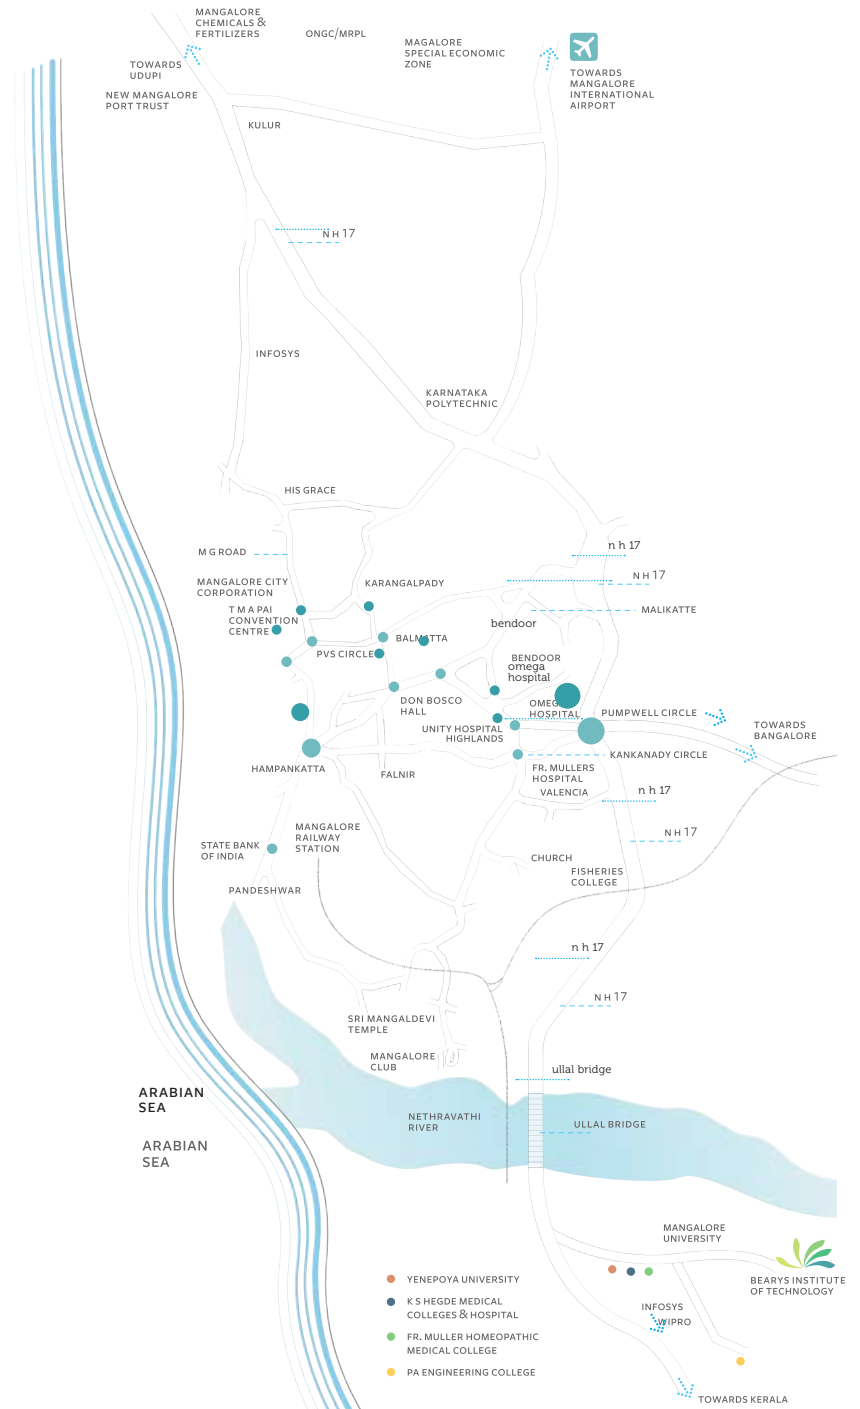 MANGALORE
CHEMICALS &
FERTILIZERS
ONGC/MRPL
MAGALORE
SPECIAL ECONOMIC
ZONE
TOWARDS
UDUPI
TOWARDS
MANGALORE
INTERNATIONAL
AIRPORT
NEW MANGALORE
PORT TRUST
KULUR
NH 17
INFOSYS
KARNATAKA
POLYTECHNIC
HIS GRACE
n h 17
M G ROAD
NH 17
MANGALORE CITY
CORPORATION
KARANGALPADY
T M A PAI
CONVENTION
CENTRE
MALIKATTE
bendoor
BALMATTA
PVS CIRCLE
BENDOOR
omega
hospital
DON BOSCO
HALL
OMEGA
HOSPITAL
PUMPWELL CIRCLE
UNITY HOSPITAL
HIGHLANDS
TOWARDS
BANGALORE
KANKANADY CIRCLE
HAMPANKATTA
FALNIR
FR. MULLERS
HOSPITAL
VALENCIA
n h 17
MANGALORE
RAILWAY
STATION
NH 17
STATE BANK
OF INDIA
CHURCH
FISHERIES
COLLEGE
PANDESHWAR
n h 17
NH 17
SRI MANGALDEVI
TEMPLE
MANGALORE
CLUB
ullal bridge
ARABIAN
SEA
NETHRAVATHI
RIVER
ULLAL BRIDGE
ARABIAN
SEA
MANGALORE
UNIVERSITY
BEARYS INSTITUTE
OF TECHNOLOGY
YENEPOYA UNIVERSITY
K S HEGDE MEDICAL
COLLEGES & HOSPITAL
INFOSYS
WIPRO
FR. MULLER HOMEOPATHIC
MEDICAL COLLEGE
PA ENGINEERING COLLEGE
TOWARDS KERALA